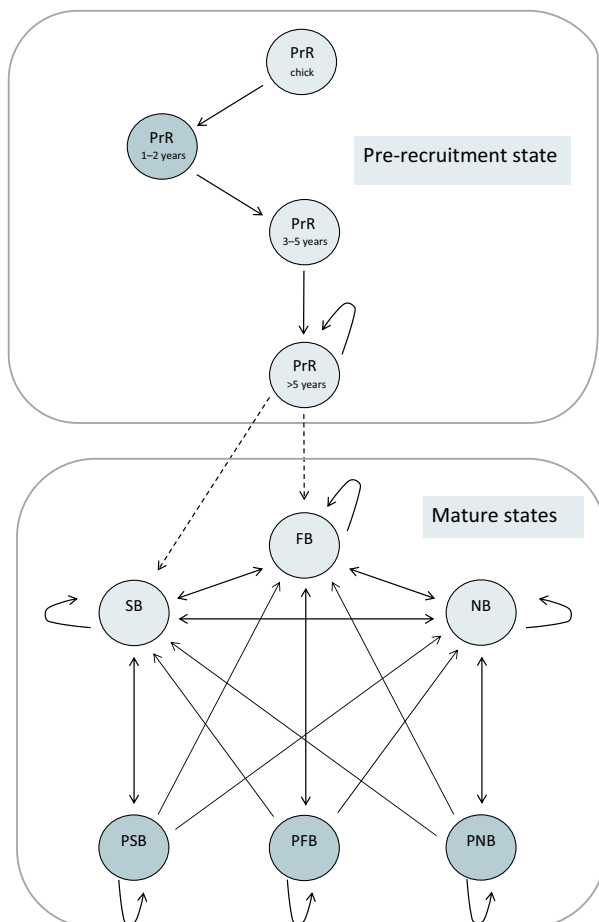 PrR
chick
PrR
1–2 years
Pre-recruitment state
PrR
3–5 years
PrR
>5 years
Mature states
FB
SB
NB
PSB
PFB
PNB